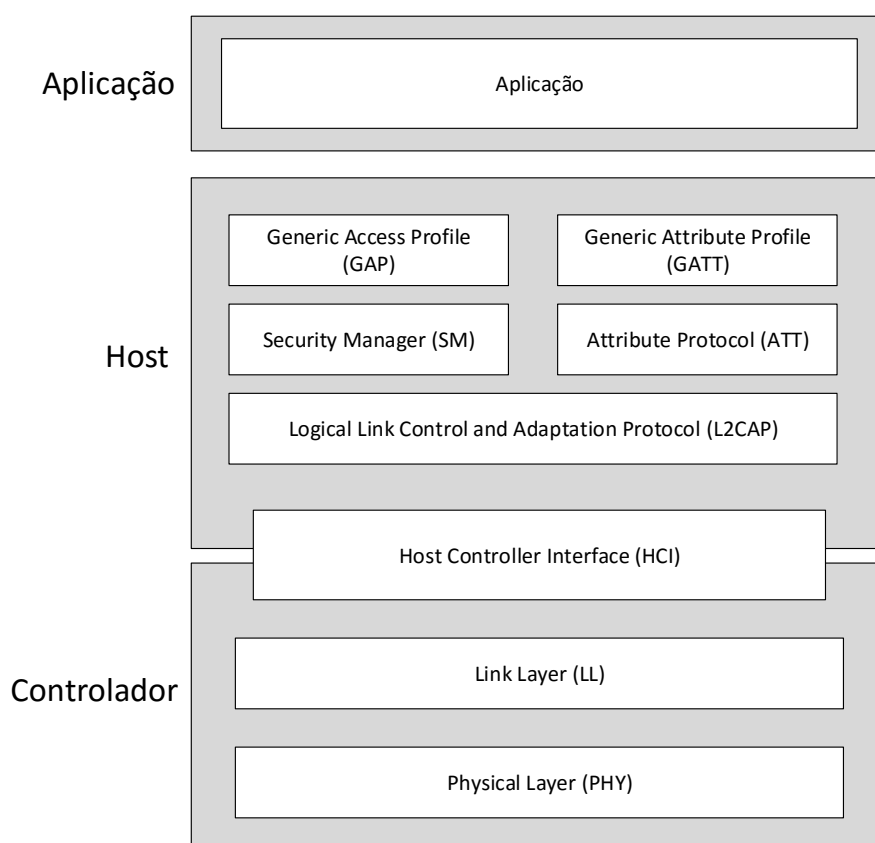 Aplicação
Aplicação
Host
Generic Access Profile
(GAP)
Generic Attribute Profile
(GATT)
Security Manager (SM)
Attribute Protocol (ATT)
Logical Link Control and Adaptation Protocol (L2CAP)
Host Controller Interface (HCI)
Controlador
Link Layer (LL)
Physical Layer (PHY)